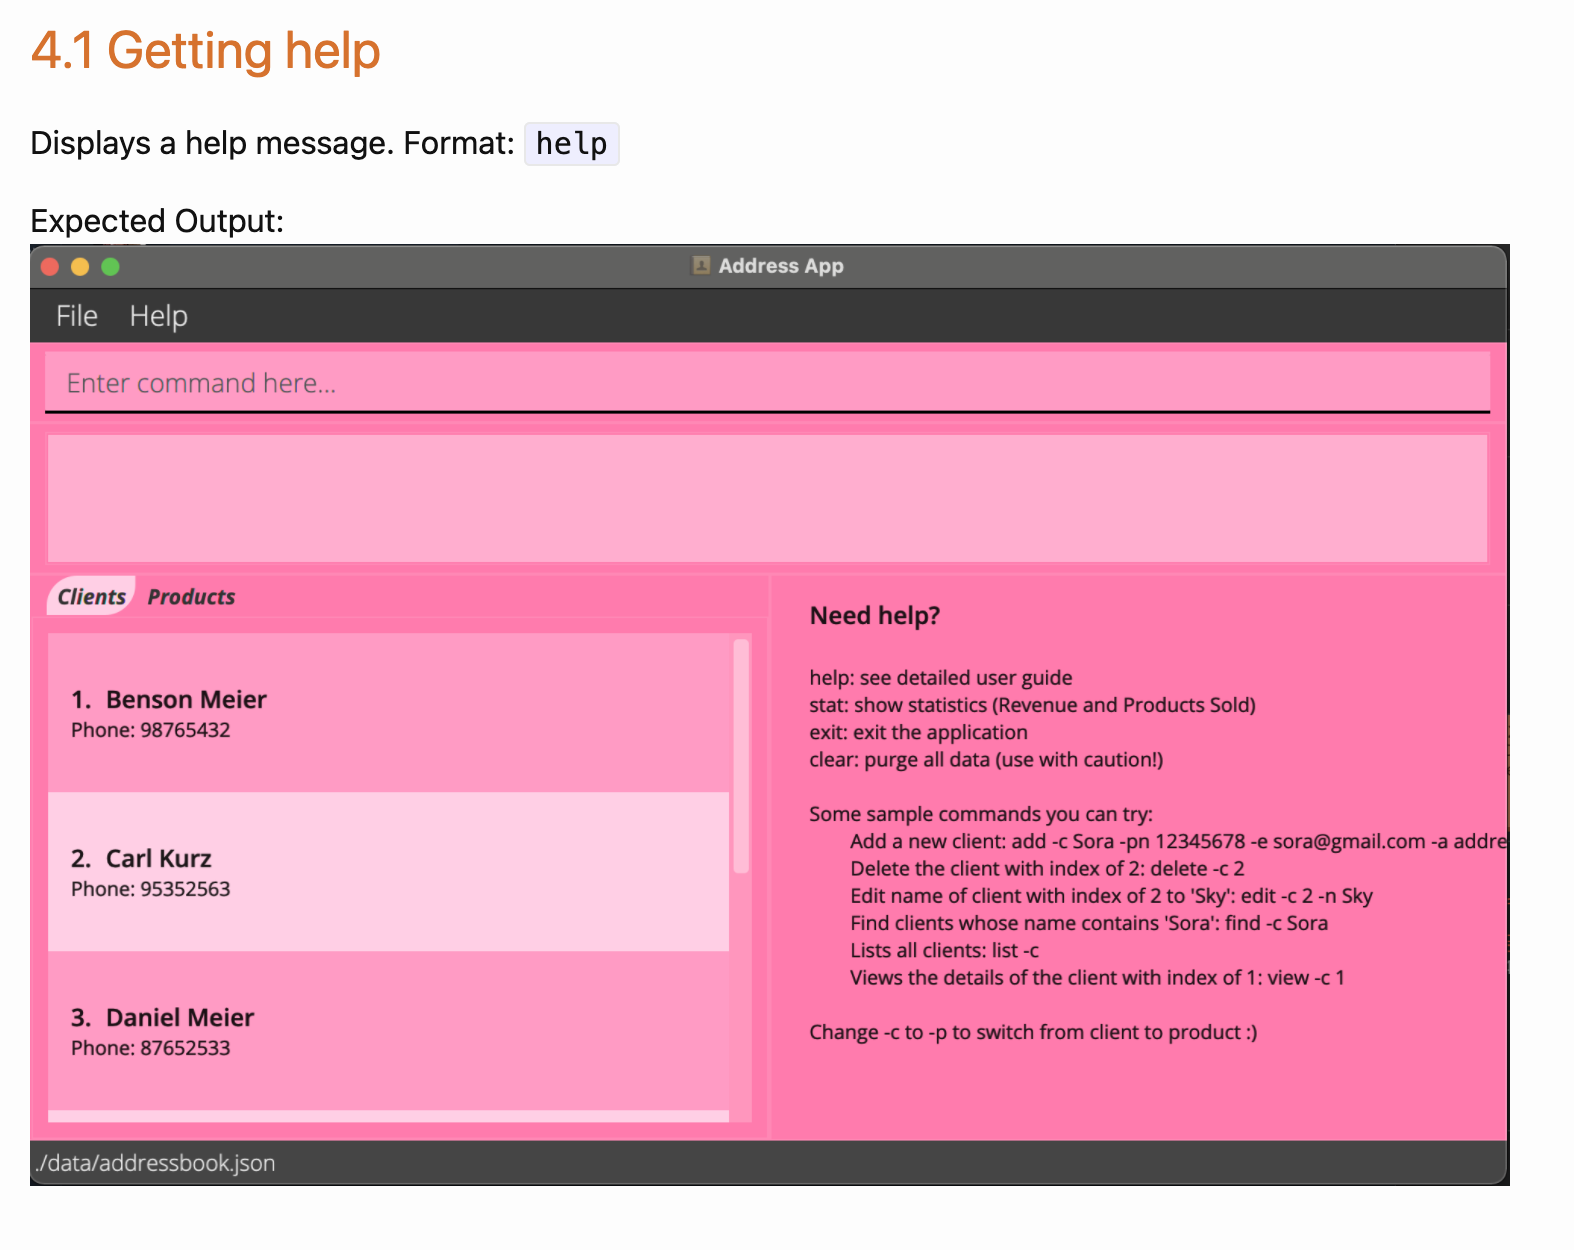 4.1 Getting help
Displays a help message. Format: help
Expected Output:
Address App
File Help
Enter command here...
Clients Products
1. Benson Meier
Phone: 98765432
2. Carl Kurz
Phone: 95352563
3. Daniel Meier
Phone: 87652533
Need help?
help: see detailed user guide
stat: show statistics (Revenue and Products Sold)
exit: exit the application
clear: purge all data (use with caution!)
Some sample commands you can try:
Add a new client: add -c Sora -pn 12345678 -e sora@gmail.com -a addre
Delete the client with index of 2: delete -c 2
Edit name of client with index of 2 to 'Sky': edit -c 2 -n Sky
Find clients whose name contains 'Sora': find -c Sora
Lists all clients: list -c
Views the details of the client with index of 1: view -c 1
Change -c to -p to switch from client to product :)
./data/addressbook.json